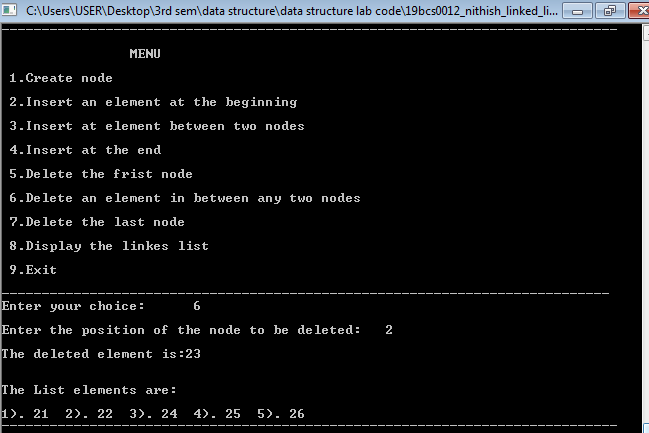 C:\Users\USER\Desktop\3rd sem\data structure\data structure lab code\19bcs0012_nithish_linked_li...
MENU
1.Create node
2.Insert an element at the beginning
3.Insert at element between two nodes
4.Insert at the end
5.Delete the frist node
6.Delete an element in between any two nodes
7.Delete the last node
8.Display the linkes list
9.Exit
Enter your choice: 6
Enter the position of the node to be deleted: 2
The deleted element is:23
The List elements are:
1). 21 2). 22 3). 24 4). 25 5). 26